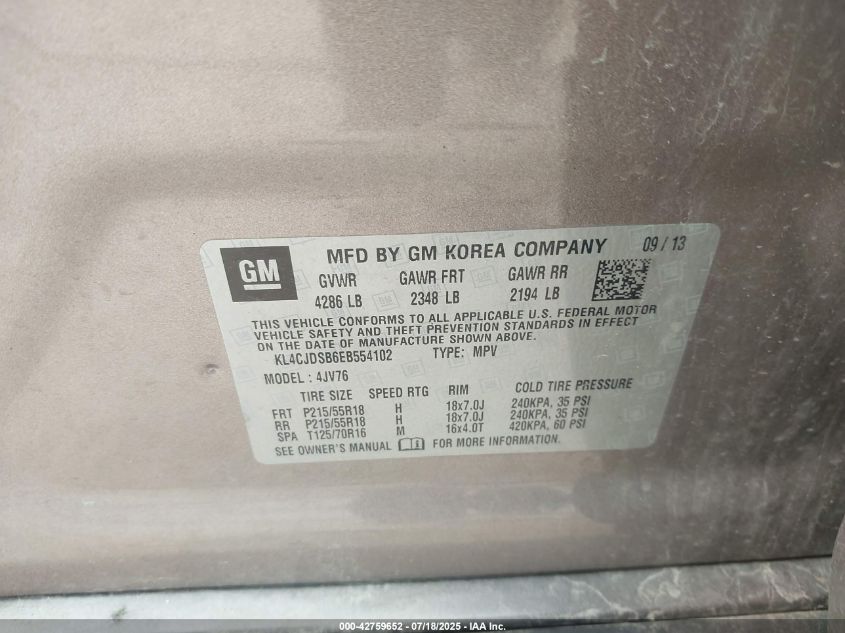 GM
MFD BY GM KOREA COMPANY 09 / 13
GVWR GAWR FRT GAWR RR
4286 LB 2348 LB 2194 LB
THIS VEHICLE CONFORMS TO ALL APPLICABLE U.S. FEDERAL MOTOR
VEHICLE SAFETY AND THEFT PREVENTION STANDARDS IN EFFECT
ON THE DATE OF MANUFACTURE SHOWN ABOVE.
KL4CJDSB6EB554102 TYPE: MPV
MODEL : 4JV76
TIRE SIZE SPEED RTG RIM COLD TIRE PRESSURE
FRT P215/55R18 H 18x7.0J 240KPA, 35 PSI
RR P215/55R18 H 18x7.0J 240KPA, 35 PSI
SPA T125/70R16 M 16x4.0T 420KPA, 60 PSI
SEE OWNER'S MANUAL FOR MORE INFORMATION.
000-42759652 - 07/18/2025 - IAA Inc.